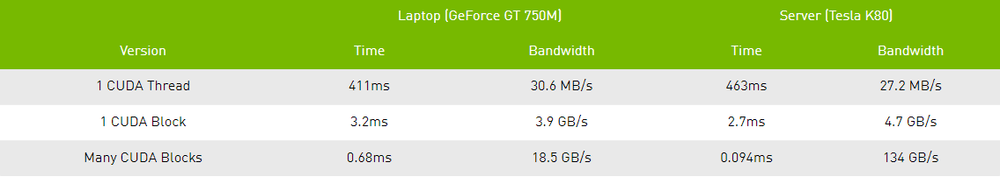 Laptop (GeForce GT 750M) Server (Tesla K80)
Version Time Bandwidth Time Bandwidth
1 CUDA Thread 411ms 30.6 MB/s 463ms 27.2 MB/s
1 CUDA Block 3.2ms 3.9 GB/s 2.7ms 4.7 GB/s
Many CUDA Blocks 0.68ms 18.5 GB/s 0.094ms 134 GB/s